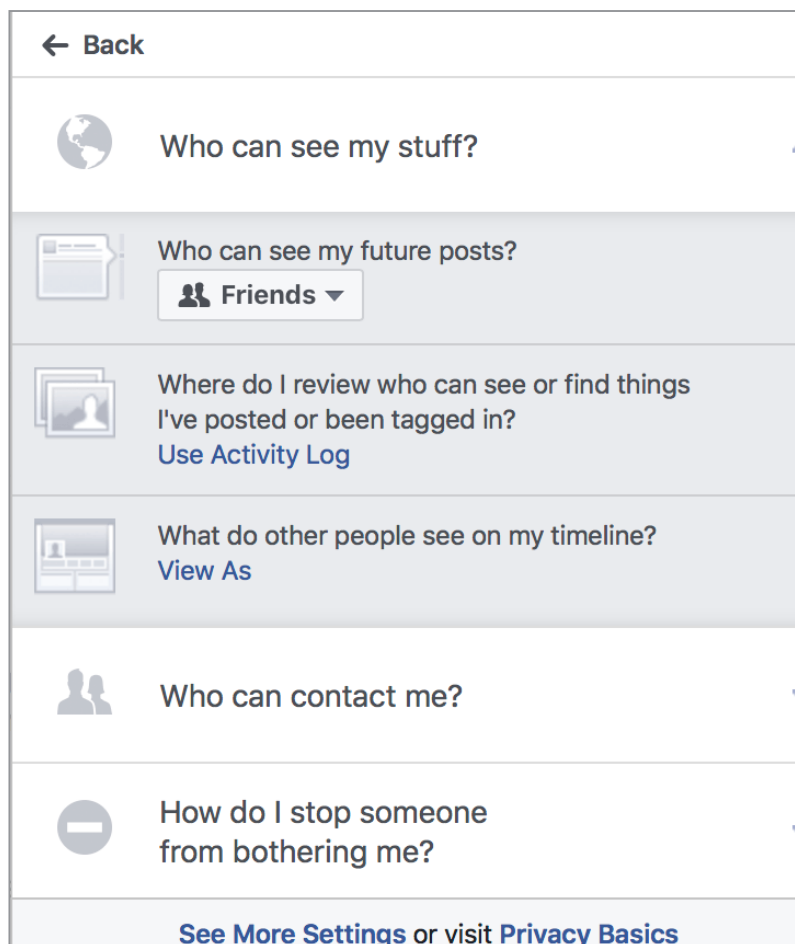 Back
Who can see my stuff?
Who can see my future posts?
Friends
Where do I review who can see or find things
I've posted or been tagged in?
Use Activity Log
What do other people see on my timeline?
View As
Who can contact me?
How do I stop someone
from bothering me?
See More Settings or visit Privacy Basics